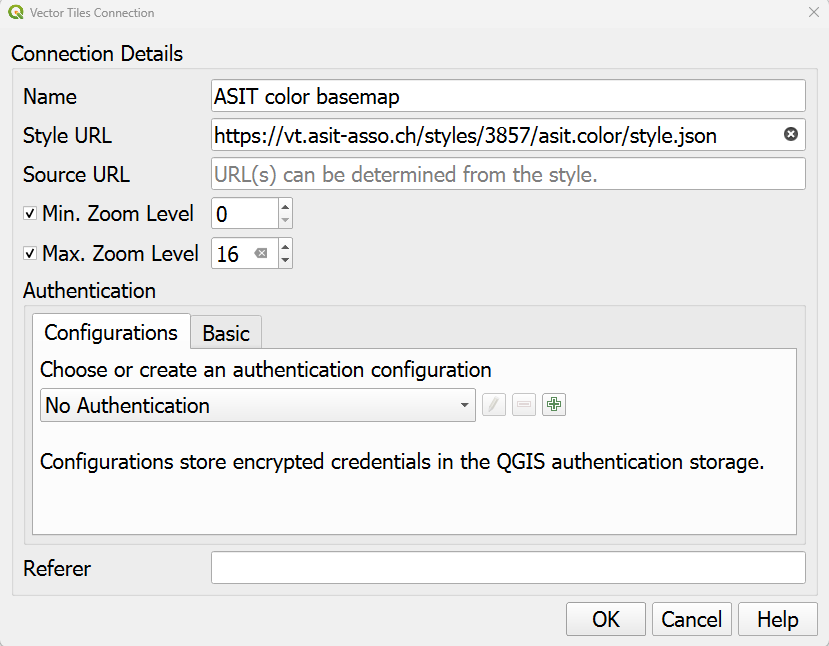 Vector Tiles Connection
Connection Details
Name ASIT color basemap
Style URL https://vt.asit-asso.ch/styles/3857/asit.color/style.json
Source URL URL(s) can be determined from the style.
Min. Zoom Level 0
Max. Zoom Level 16
Authentication
Configurations Basic
Choose or create an authentication configuration
No Authentication
Configurations store encrypted credentials in the QGIS authentication storage.
Referer
OK Cancel Help